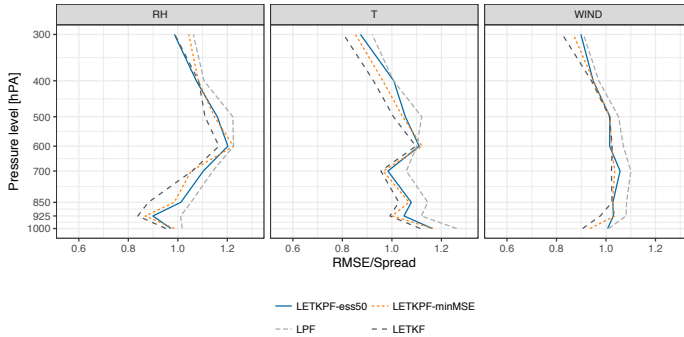 RH
T
WIND
Pressure level [hPA]
300
400
500
600
700
850
925
1000
0.6 0.8 1.0 1.2
0.6 0.8 1.0 1.2
0.6 0.8 1.0 1.2
RMSE/Spread
LETKPF-ess50 LETKPF-minMSE
LPF LETKF